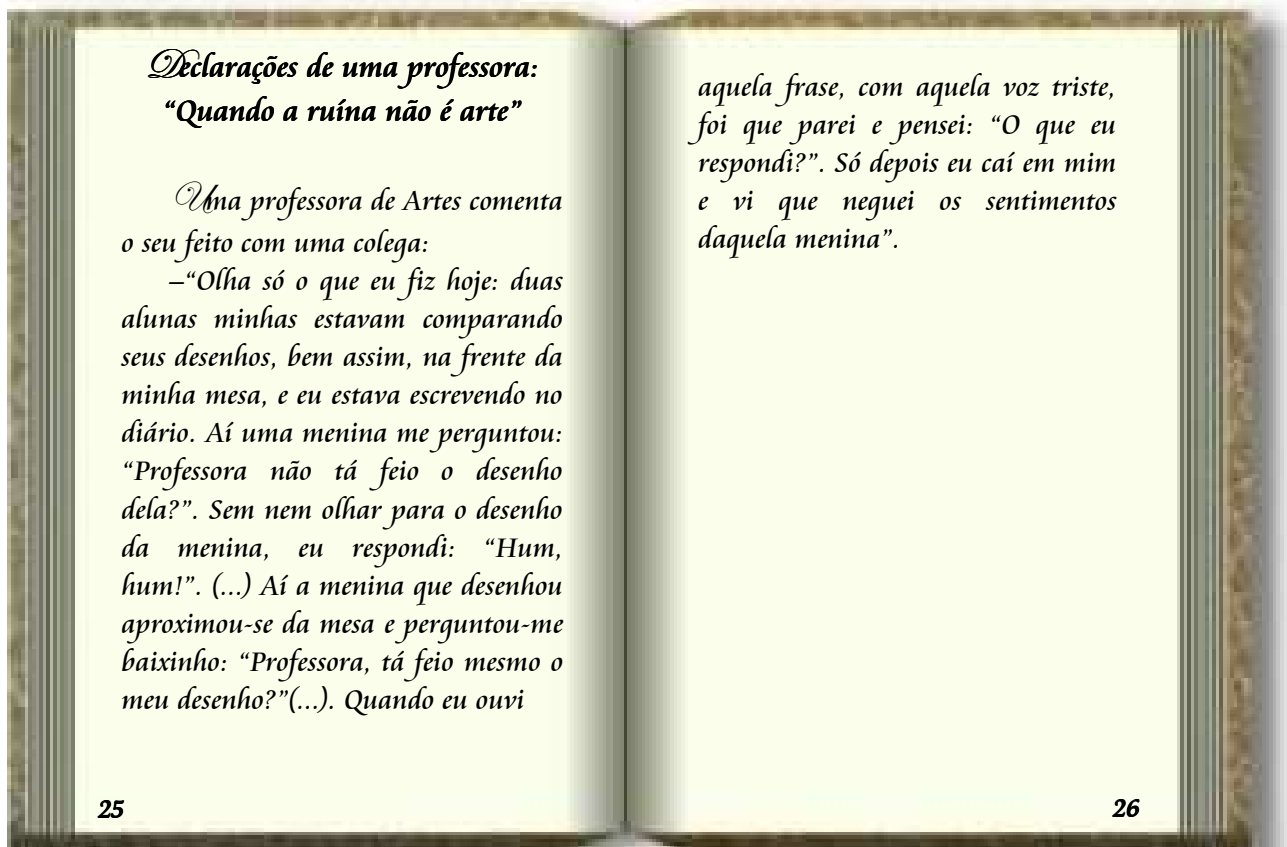 Declarações de uma professora:
“Quando a ruína não é arte”
Uma professora de Artes comenta
o seu feito com uma colega:
–“Olha só o que eu fiz hoje: duas
alunas minhas estavam comparando
seus desenhos, bem assim, na frente da
minha mesa, e eu estava escrevendo no
diário. Aí uma menina me perguntou:
“Professora não tá feio o desenho
dela?”. Sem nem olhar para o desenho
da menina, eu respondi: “Hum,
hum!”. (...) Aí a menina que desenhou
aproximou-se da mesa e perguntou-me
baixinho: “Professora, tá feio mesmo o
meu desenho?”(...). Quando eu ouvi
25
aquela frase, com aquela voz triste,
foi que parei e pensei: “O que eu
respondi?”. Só depois eu caí em mim
e vi que neguei os sentimentos
daquela menina”.
26